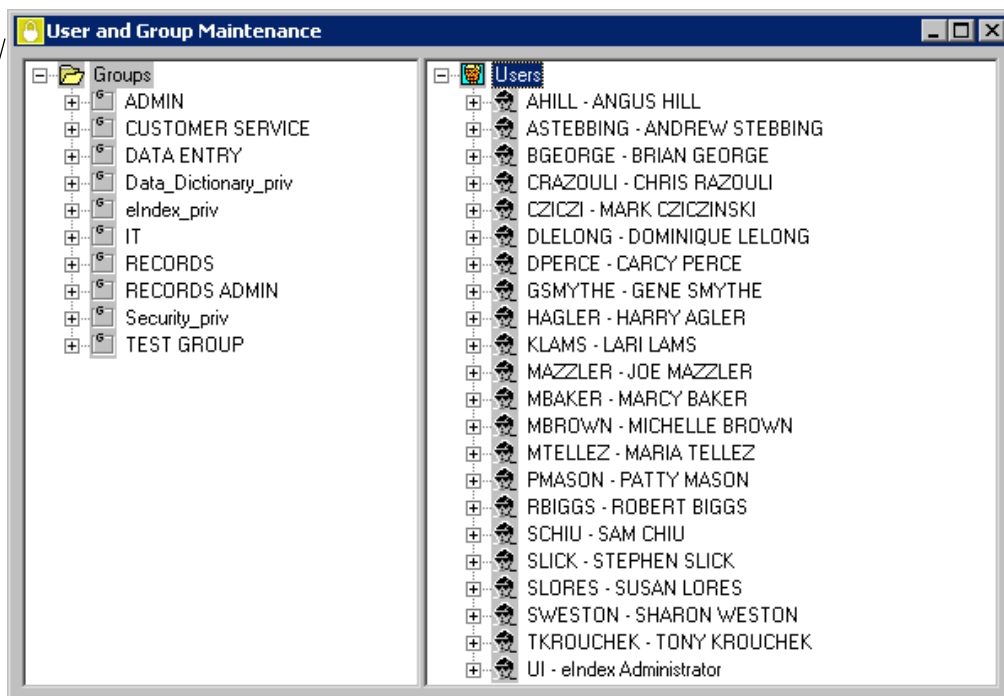 User and Group Maintenance
Groups
ADMIN
CUSTOMER SERVICE
DATA ENTRY
Data_Dictionary_priv
eIndex_priv
IT
RECORDS
RECORDS ADMIN
Security_priv
TEST GROUP
Users
AHILL - ANGUS HILL
ASTEBBING - ANDREW STEBBING
BGEORGE - BRIAN GEORGE
CRAZOULI - CHRIS RAZOULI
CZICZI - MARK CZICZINSKI
DLELONG - DOMINIQUE LELONG
DPERCE - CARCY PERCE
GSMYTHE - GENE SMYTHE
HAGLER - HARRY AGLER
KLAMS - LARI LAMS
MAZZLER - JOE MAZZLER
MBAKER - MARCY BAKER
MBROWN - MICHELLE BROWN
MTELLEZ - MARIA TELLEZ
PMASON - PATTY MASON
RBIGGS - ROBERT BIGGS
SCHIU - SAM CHIU
SLICK - STEPHEN SLICK
SLORES - SUSAN LORES
SWESTON - SHARON WESTON
TKROUCHEK - TONY KROUCHEK
UI - eIndex Administrator